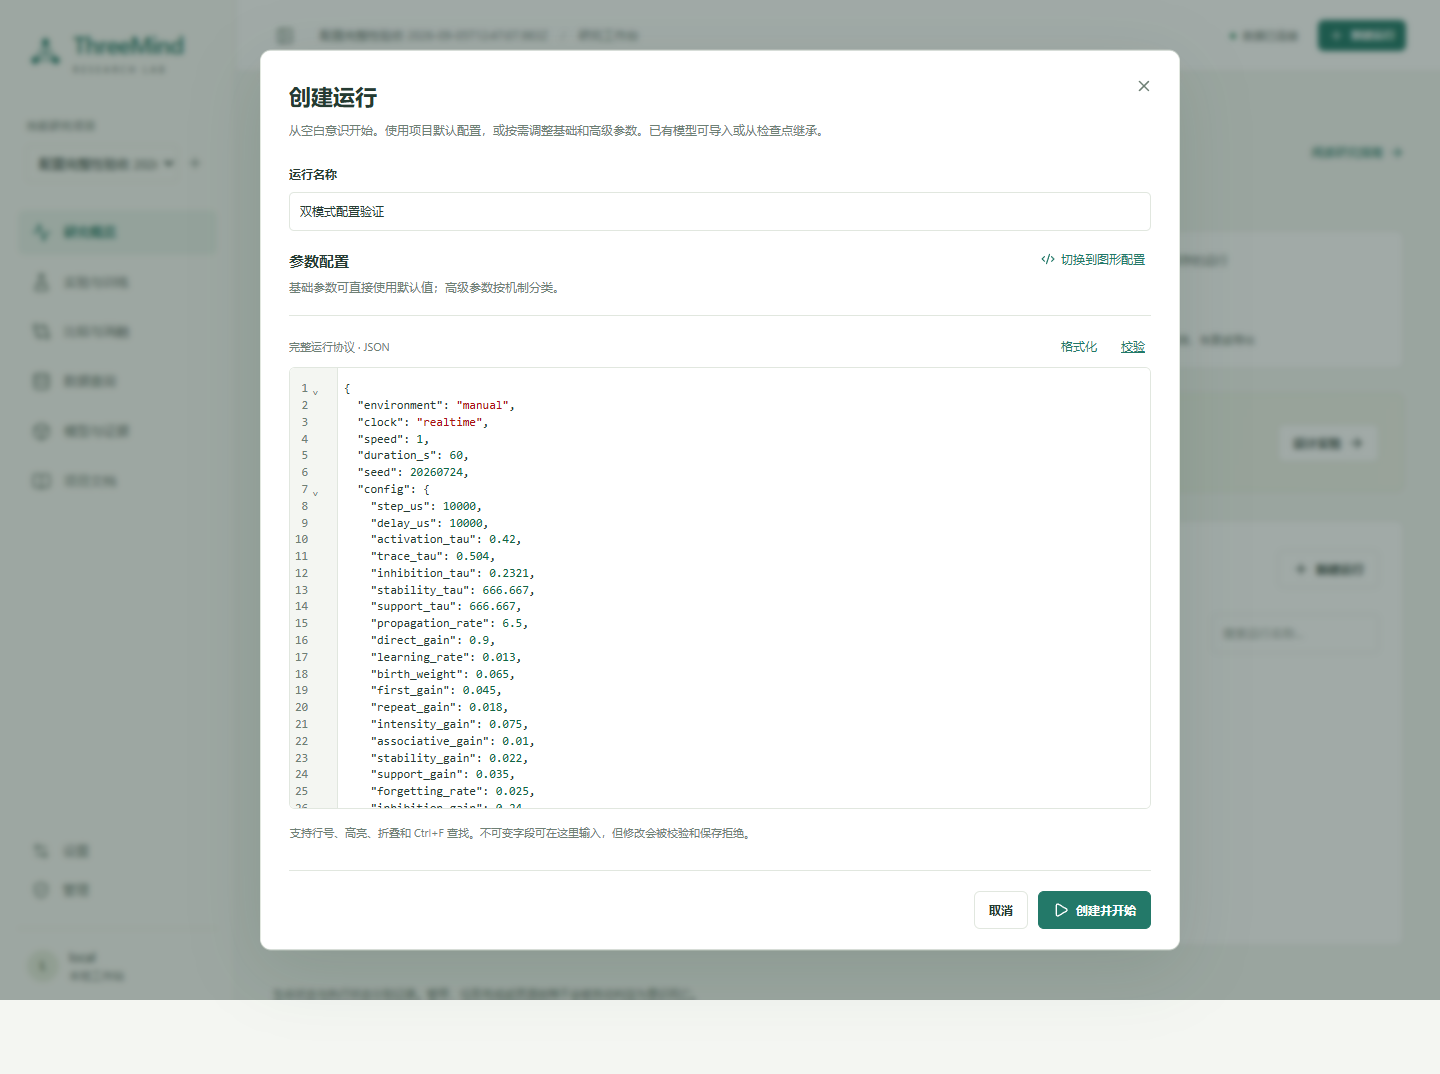 ThreeMind
创建运行
从空白意识开始。使用项目默认配置，或按需调整基础和高级参数。已有模型可导入或从检查点继承。
运行名称
双模式配置验证
参数配置
切换到图形配置
基础参数可直接使用默认值；高级参数按机制分类。
完整运行协议 · JSON
格式化
校验
1 {
2 "environment": "manual",
3 "clock": "realtime",
4 "speed": 1,
5 "duration_s": 60,
6 "seed": 20260724,
7 "config": {
8 "step_us": 10000,
9 "delay_us": 10000,
10 "activation_tau": 0.42,
11 "trace_tau": 0.504,
12 "inhibition_tau": 0.2321,
13 "stability_tau": 666.667,
14 "support_tau": 666.667,
15 "propagation_rate": 6.5,
16 "direct_gain": 0.9,
17 "learning_rate": 0.013,
18 "birth_weight": 0.065,
19 "first_gain": 0.045,
20 "repeat_gain": 0.018,
21 "intensity_gain": 0.075,
22 "associative_gain": 0.01,
23 "stability_gain": 0.022,
24 "support_gain": 0.035,
25 "forgetting_rate": 0.025,
26 "inhibition_gain": 0.24
支持行号、高亮、折叠和 Ctrl+F 查找。不可变字段可在这里输入，但修改会被校验和保存拒绝。
取消
创建并开始